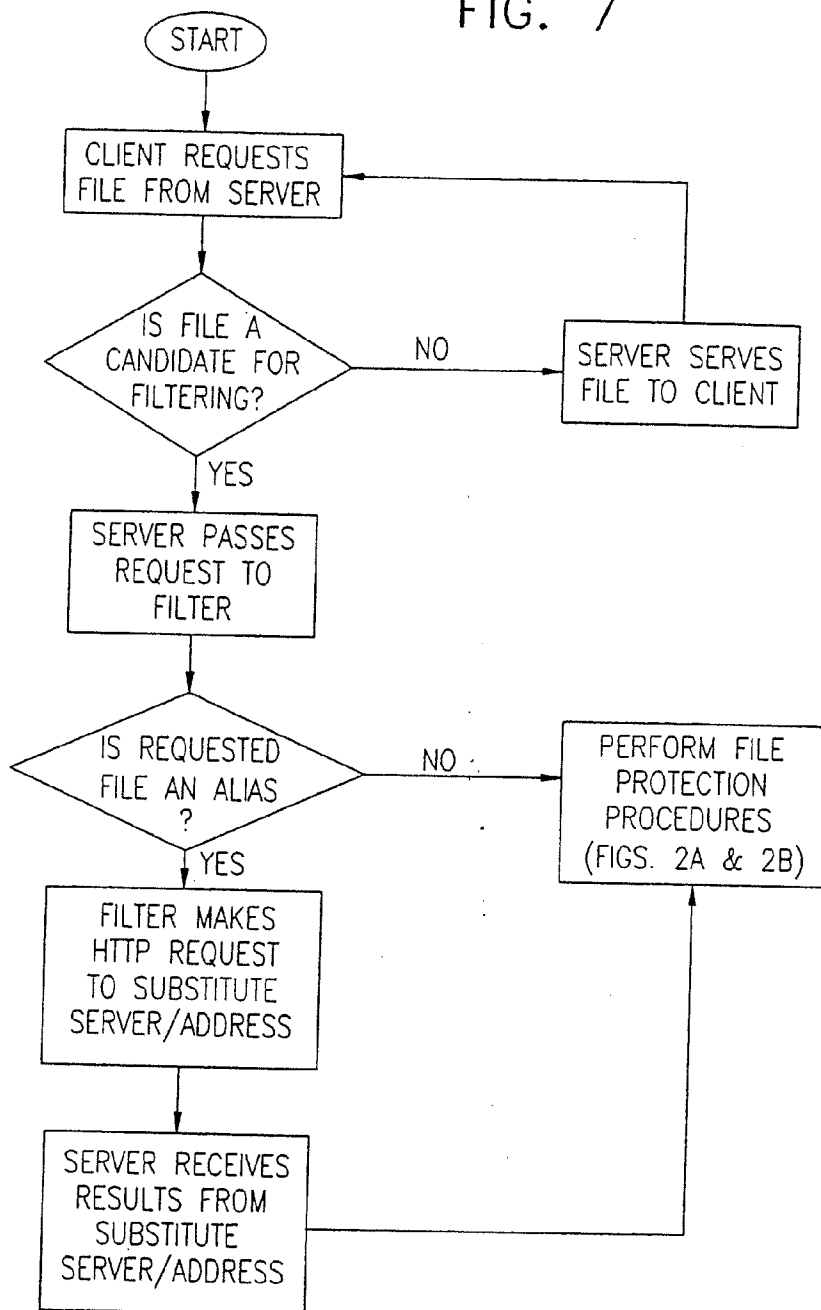 FIG. 7
START
CLIENT REQUESTS
FILE FROM SERVER
IS FILE A
CANDIDATE FOR
FILTERING?
NO
SERVER SERVES
FILE TO CLIENT
YES
SERVER PASSES
REQUEST TO
FILTER
IS REQUESTED
FILE AN ALIAS
?
NO
PERFORM FILE
PROTECTION
PROCEDURES
(FIGS. 2A & 2B)
YES
FILTER MAKES
HTTP REQUEST
TO SUBSTITUTE
SERVER/ADDRESS
SERVER RECEIVES
RESULTS FROM
SUBSTITUTE
SERVER/ADDRESS